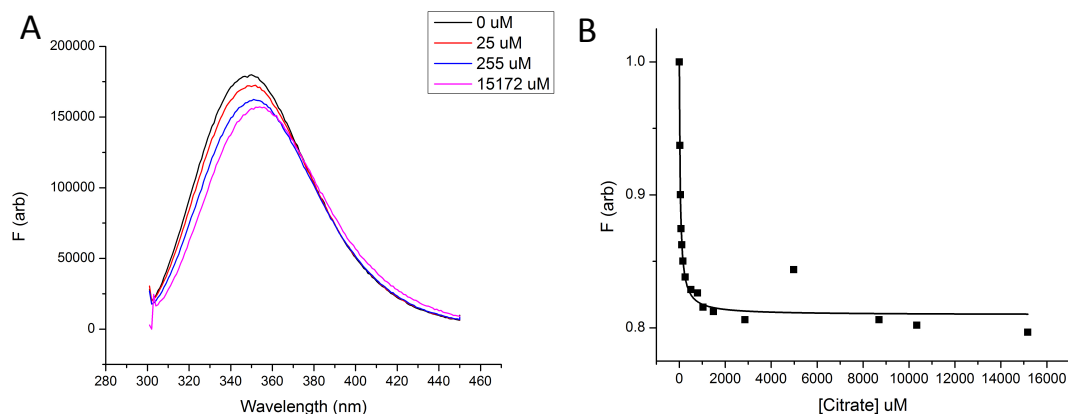 A
0 uM
25 uM
255 uM
15172 uM
200000
150000
100000
50000
0
F (arb)
280 300 320 340 360 380 400 420 440 460
Wavelength (nm)
B
1.0
0.9
0.8
F (arb)
0 2000 4000 6000 8000 10000 12000 14000 16000
[Citrate] uM